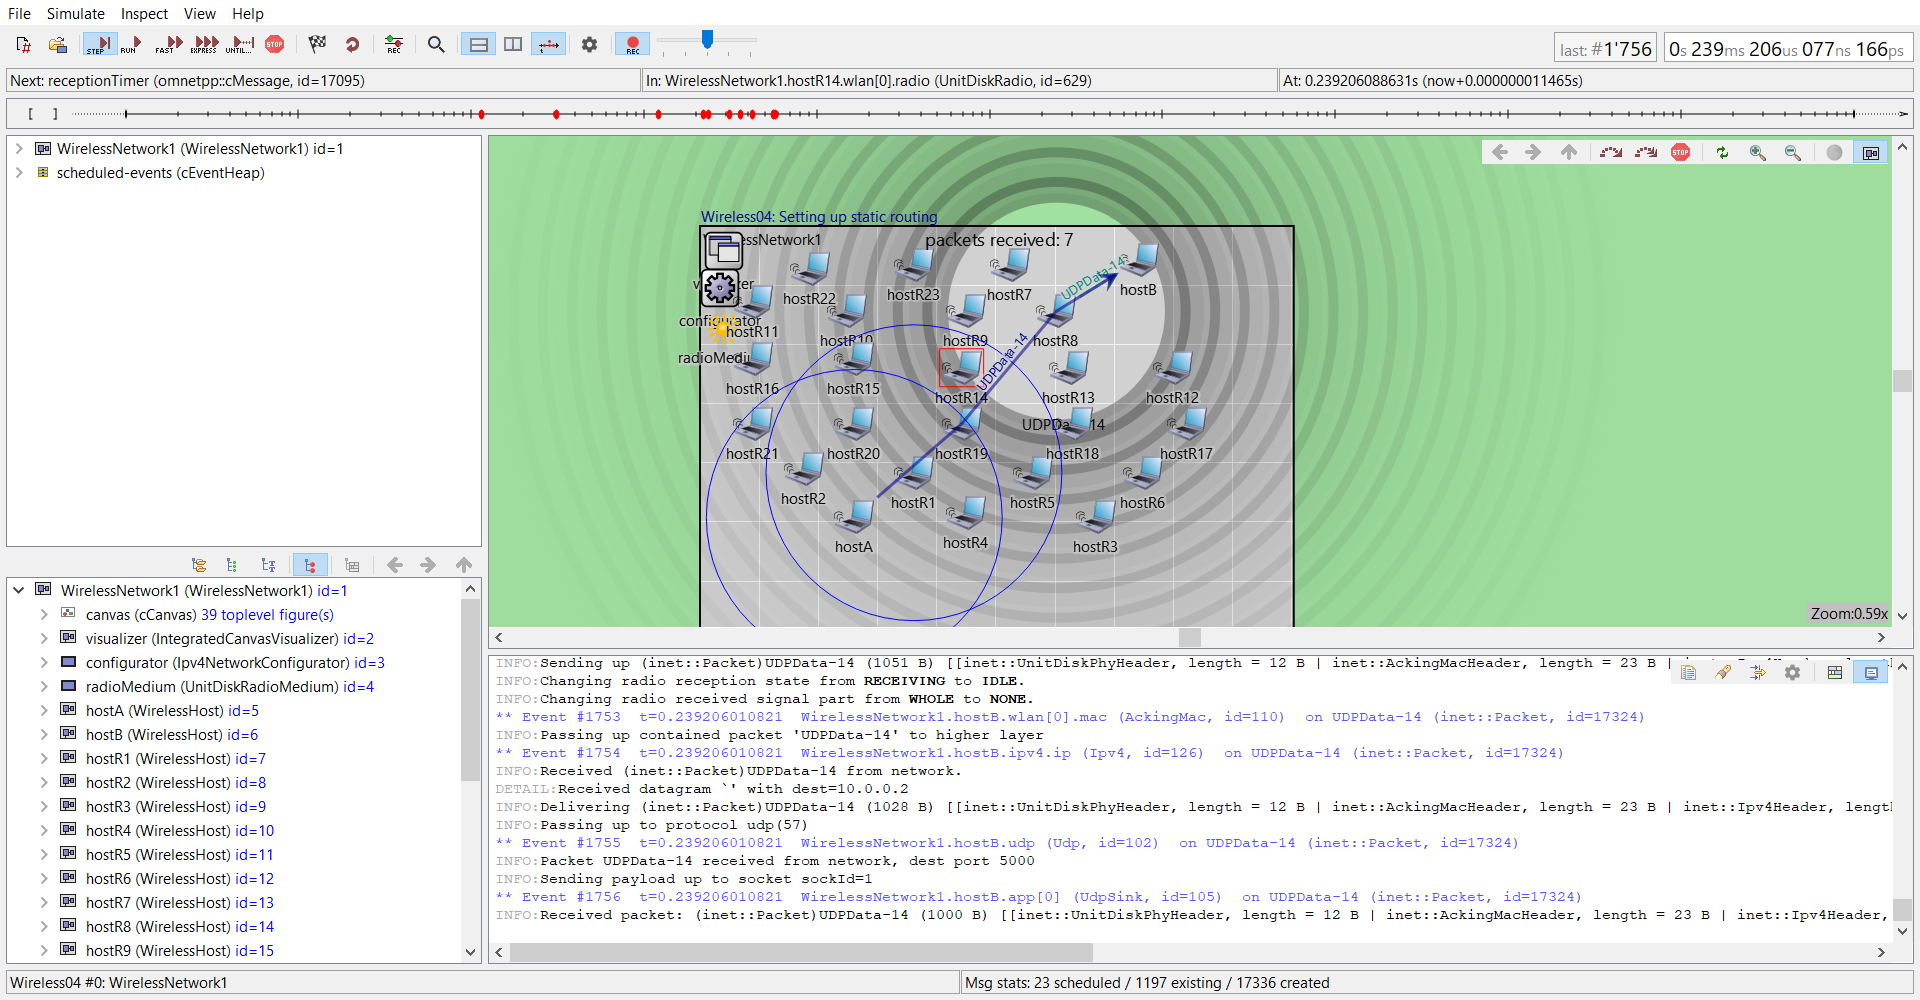 File Simulate Inspect View Help
STEP RUN FAST EXPRESS UNTIL... STOP REC REC
last: #1'756 0s 239ms 206us 077ns 166ps
Next: receptionTimer (omnetpp::cMessage, id=17095) In: WirelessNetwork1.hostR14.wlan[0].radio (UnitDiskRadio, id=629) At: 0.239206088631s (now+0.000000011465s)
[ ]
WirelessNetwork1 (WirelessNetwork1) id=1
scheduled-events (cEventHeap)
STOP
Wireless04: Setting up static routing
packets received: 7
hostR22
hostR23
hostR7
hostB
UDPData-14
configurator
hostR11
hostR10
hostR9
hostR8
UDPData-14
hostR16
hostR15
hostR14
hostR13
hostR12
hostR21
hostR20
hostR19
hostR18
hostR17
hostR2
hostR1
hostR5
hostR6
hostA
hostR4
hostR3
Zoom:0.59x
WirelessNetwork1 (WirelessNetwork1) id=1
canvas (cCanvas) 39 toplevel figure(s)
visualizer (IntegratedCanvasVisualizer) id=2
configurator (Ipv4NetworkConfigurator) id=3
radioMedium (UnitDiskRadioMedium) id=4
hostA (WirelessHost) id=5
hostB (WirelessHost) id=6
hostR1 (WirelessHost) id=7
hostR2 (WirelessHost) id=8
hostR3 (WirelessHost) id=9
hostR4 (WirelessHost) id=10
hostR5 (WirelessHost) id=11
hostR6 (WirelessHost) id=12
hostR7 (WirelessHost) id=13
hostR8 (WirelessHost) id=14
hostR9 (WirelessHost) id=15
INFO:Sending up (inet::Packet)UDPData-14 (1051 B) [[inet::UnitDiskPhyHeader, length = 12 B | inet::AckingMacHeader, length = 23 B |
INFO:Changing radio reception state from RECEIVING to IDLE.
INFO:Changing radio received signal part from WHOLE to NONE.
** Event #1753 t=0.239206010821 WirelessNetwork1.hostB.wlan[0].mac (AckingMac, id=110) on UDPData-14 (inet::Packet, id=17324)
INFO:Passing up contained packet 'UDPData-14' to higher layer
** Event #1754 t=0.239206010821 WirelessNetwork1.hostB.ipv4.ip (Ipv4, id=126) on UDPData-14 (inet::Packet, id=17324)
INFO:Received (inet::Packet)UDPData-14 from network.
DETAIL:Received datagram `' with dest=10.0.0.2
INFO:Delivering (inet::Packet)UDPData-14 (1028 B) [[inet::UnitDiskPhyHeader, length = 12 B | inet::AckingMacHeader, length = 23 B | inet::Ipv4Header,
INFO:Passing up to protocol udp(57)
** Event #1755 t=0.239206010821 WirelessNetwork1.hostB.udp (Udp, id=102) on UDPData-14 (inet::Packet, id=17324)
INFO:Packet UDPData-14 received from network, dest port 5000
INFO:Sending payload up to socket sockId=1
** Event #1756 t=0.239206010821 WirelessNetwork1.hostB.app[0] (UdpSink, id=105) on UDPData-14 (inet::Packet, id=17324)
INFO:Received packet: (inet::Packet)UDPData-14 (1000 B) [[inet::UnitDiskPhyHeader, length = 12 B | inet::AckingMacHeader, length = 23 B | inet::Ipv4Header,
Wireless04 #0: WirelessNetwork1
Msg stats: 23 scheduled / 1197 existing / 17336 created